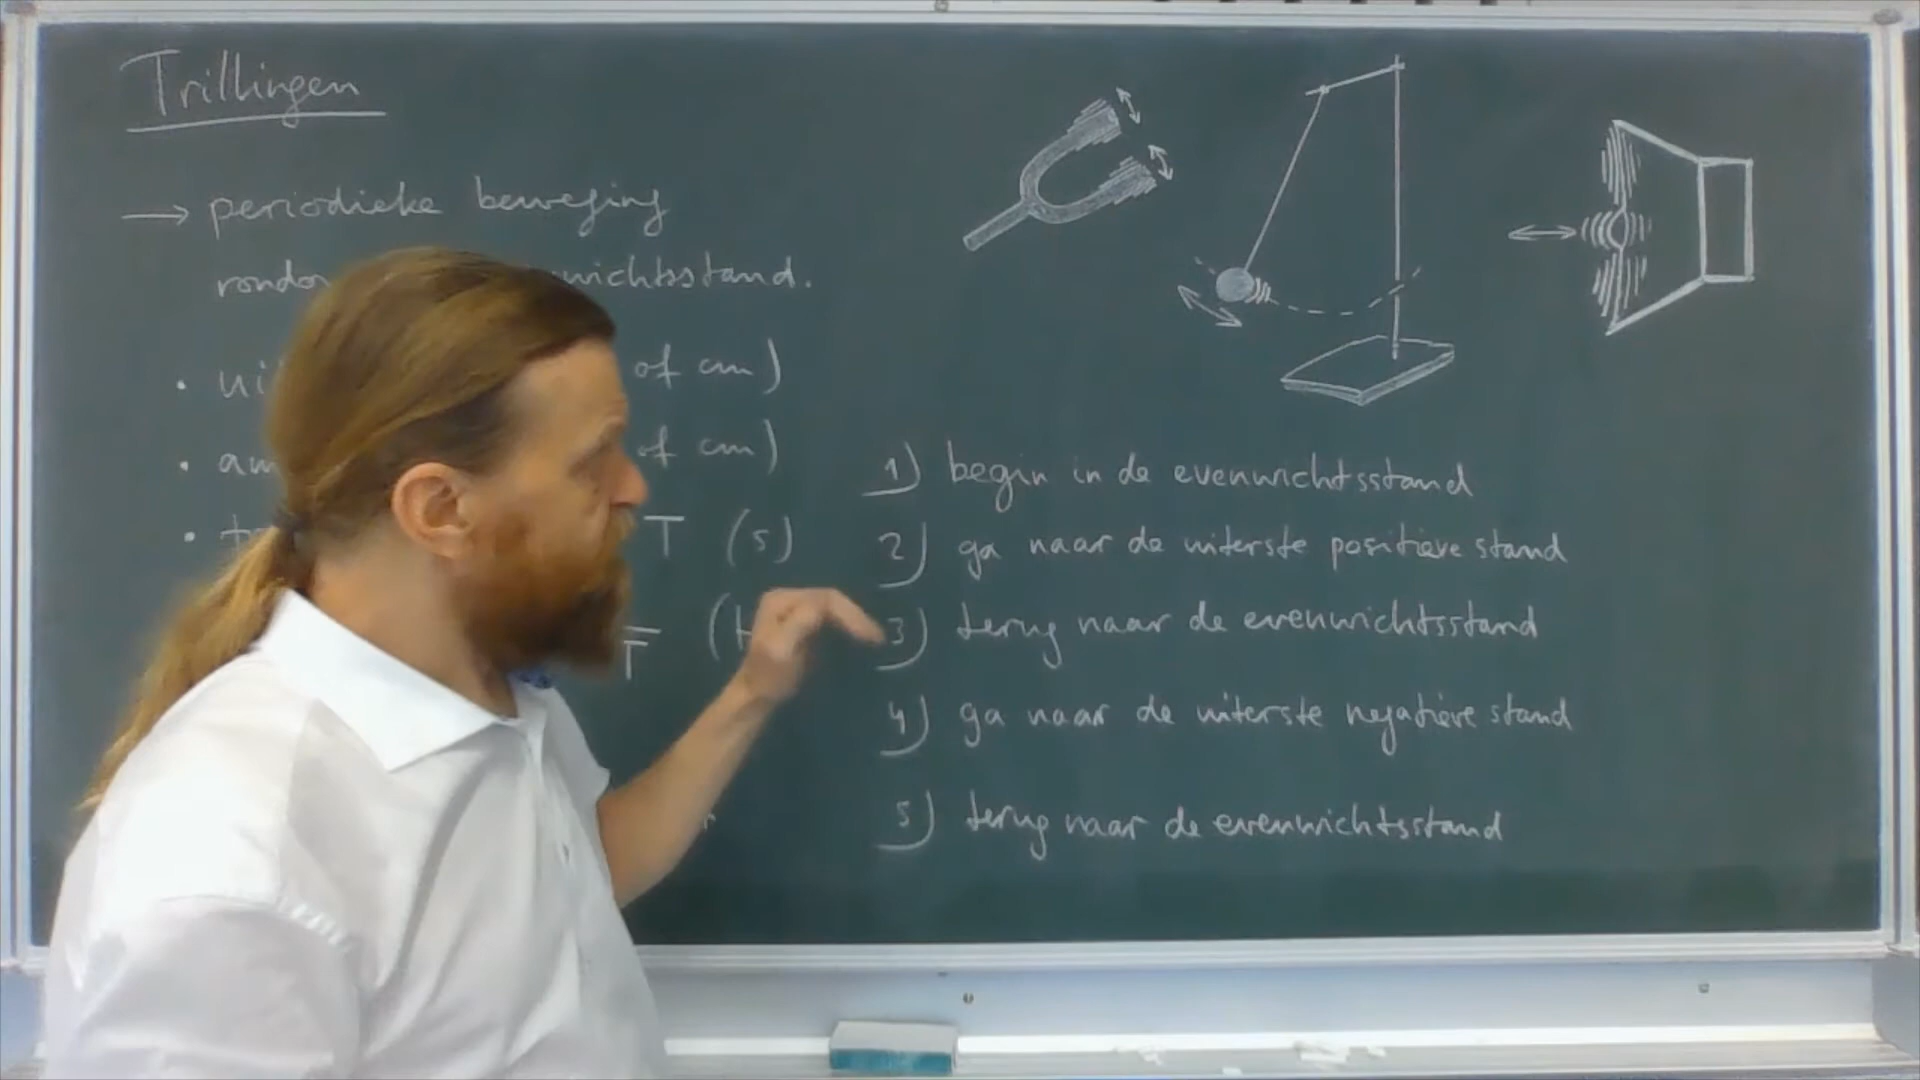 Trillingen
→ periodieke beweging
wichtsstand.
of cm)
of cm)
T (s)
T
1) begin in de evenwichtsstand
2) ga naar de uiterste positieve stand
3) terug naar de evenwichtsstand
4) ga naar de uiterste negatieve stand
5) terug naar de evenwichtsstand